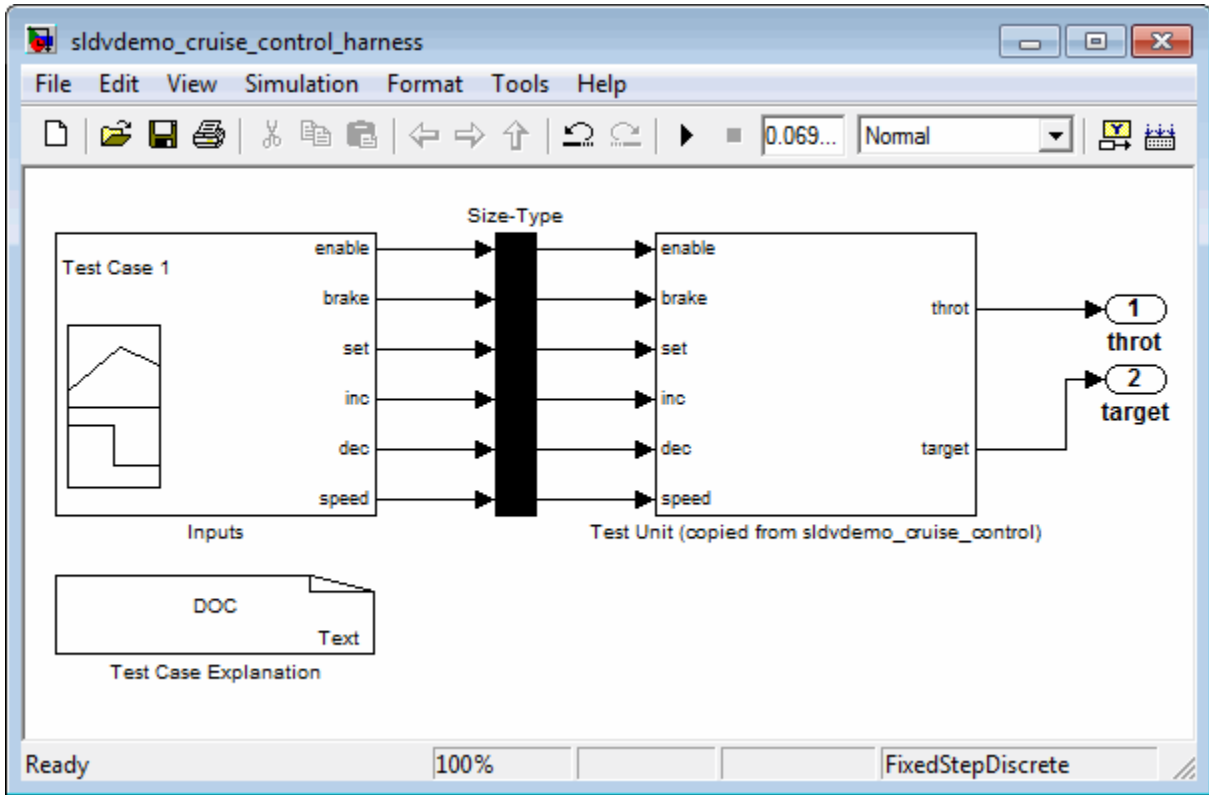 sldvdemo_cruise_control_harness
File Edit View Simulation Format Tools Help
0.069... Normal
Size-Type
Test Case 1
enable
brake
set
inc
dec
speed
Inputs
enable
brake
set
inc
dec
speed
throt
target
Test Unit (copied from sldvdemo_cruise_control)
1
throt
2
target
DOC
Text
Test Case Explanation
Ready 100% FixedStepDiscrete